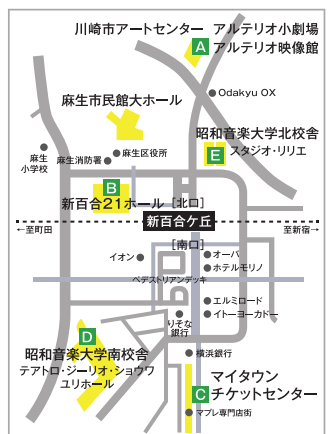 川崎市アートセンター アルテリオ小劇場
A アルテリオ映像館
Odakyu OX
麻生市民館大ホール
昭和音楽大学北校舎
E スタジオ・リリエ
麻生
小学校
麻生消防署
麻生区役所
B
新百合21ホール [北口]
新百合ケ丘
←至町田
至新宿→
[南口]
イオン
オーパ
ホテルモリノ
ペデストリアンデッキ
エルミロード
イトーヨーカドー
りそな
銀行
D
昭和音楽大学南校舎
テアトロ・ジーリオ・ショウワ
ユリホール
横浜銀行
マイタウン
C チケットセンター
マプレ専門店街